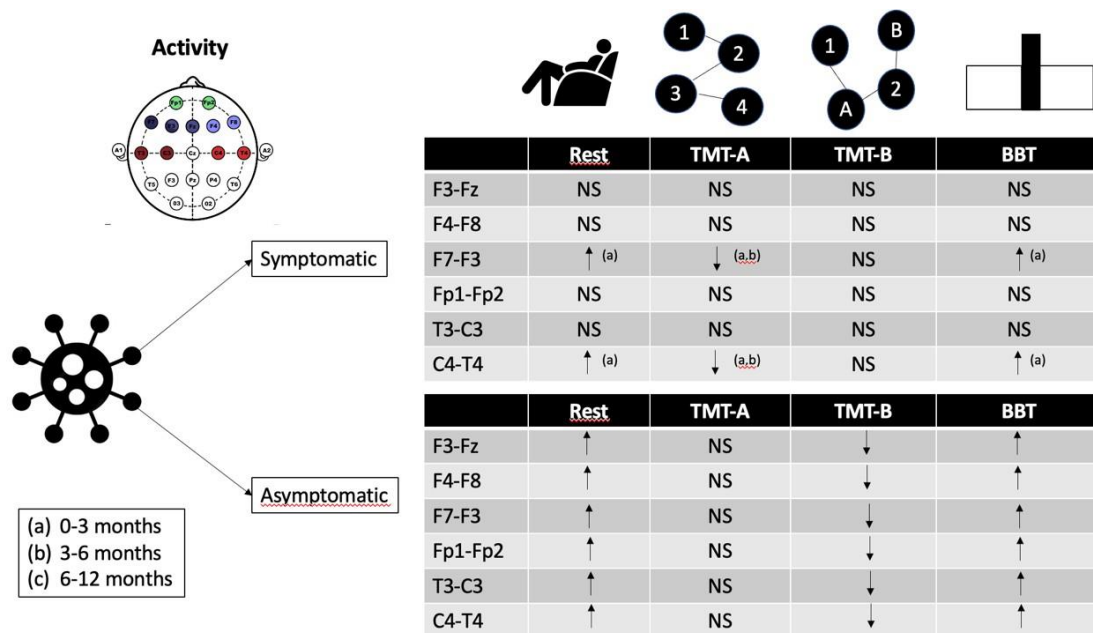 Activity
Fp1 Fp2
F7 F3 Fz F4 F8
A1 T3 C3 Cz C4 T4 A2
T5 F3 Pz P4 T6
O3 O2
Symptomatic
Asymptomatic
(a) 0-3 months
(b) 3-6 months
(c) 6-12 months
1 2 3 4
1 B A 2
Rest TMT-A TMT-B BBT
F3-Fz NS NS NS NS
F4-F8 NS NS NS NS
F7-F3 ↑ (a) ↓ (a,b) NS ↑ (a)
Fp1-Fp2 NS NS NS NS
T3-C3 NS NS NS NS
C4-T4 ↑ (a) ↓ (a,b) NS ↑ (a)
Rest TMT-A TMT-B BBT
F3-Fz ↑ NS ↓ ↑
F4-F8 ↑ NS ↓ ↑
F7-F3 ↑ NS ↓ ↑
Fp1-Fp2 ↑ NS ↓ ↑
T3-C3 ↑ NS ↓ ↑
C4-T4 ↑ NS ↓ ↑